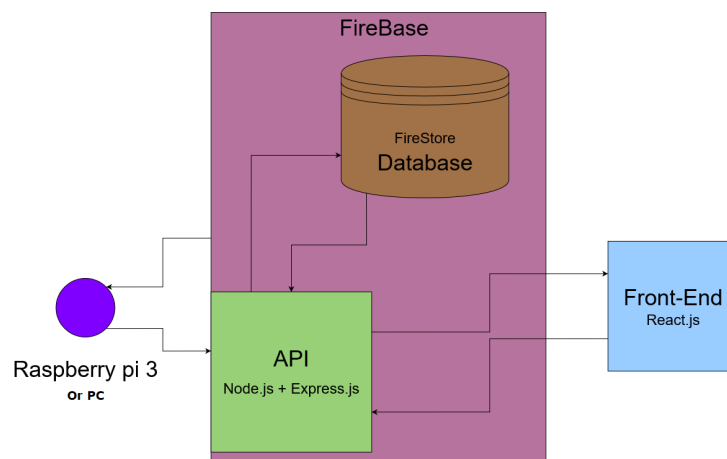 FireBase
FireStore
Database
API
Node.js + Express.js
Front-End
React.js
Raspberry pi 3
Or PC